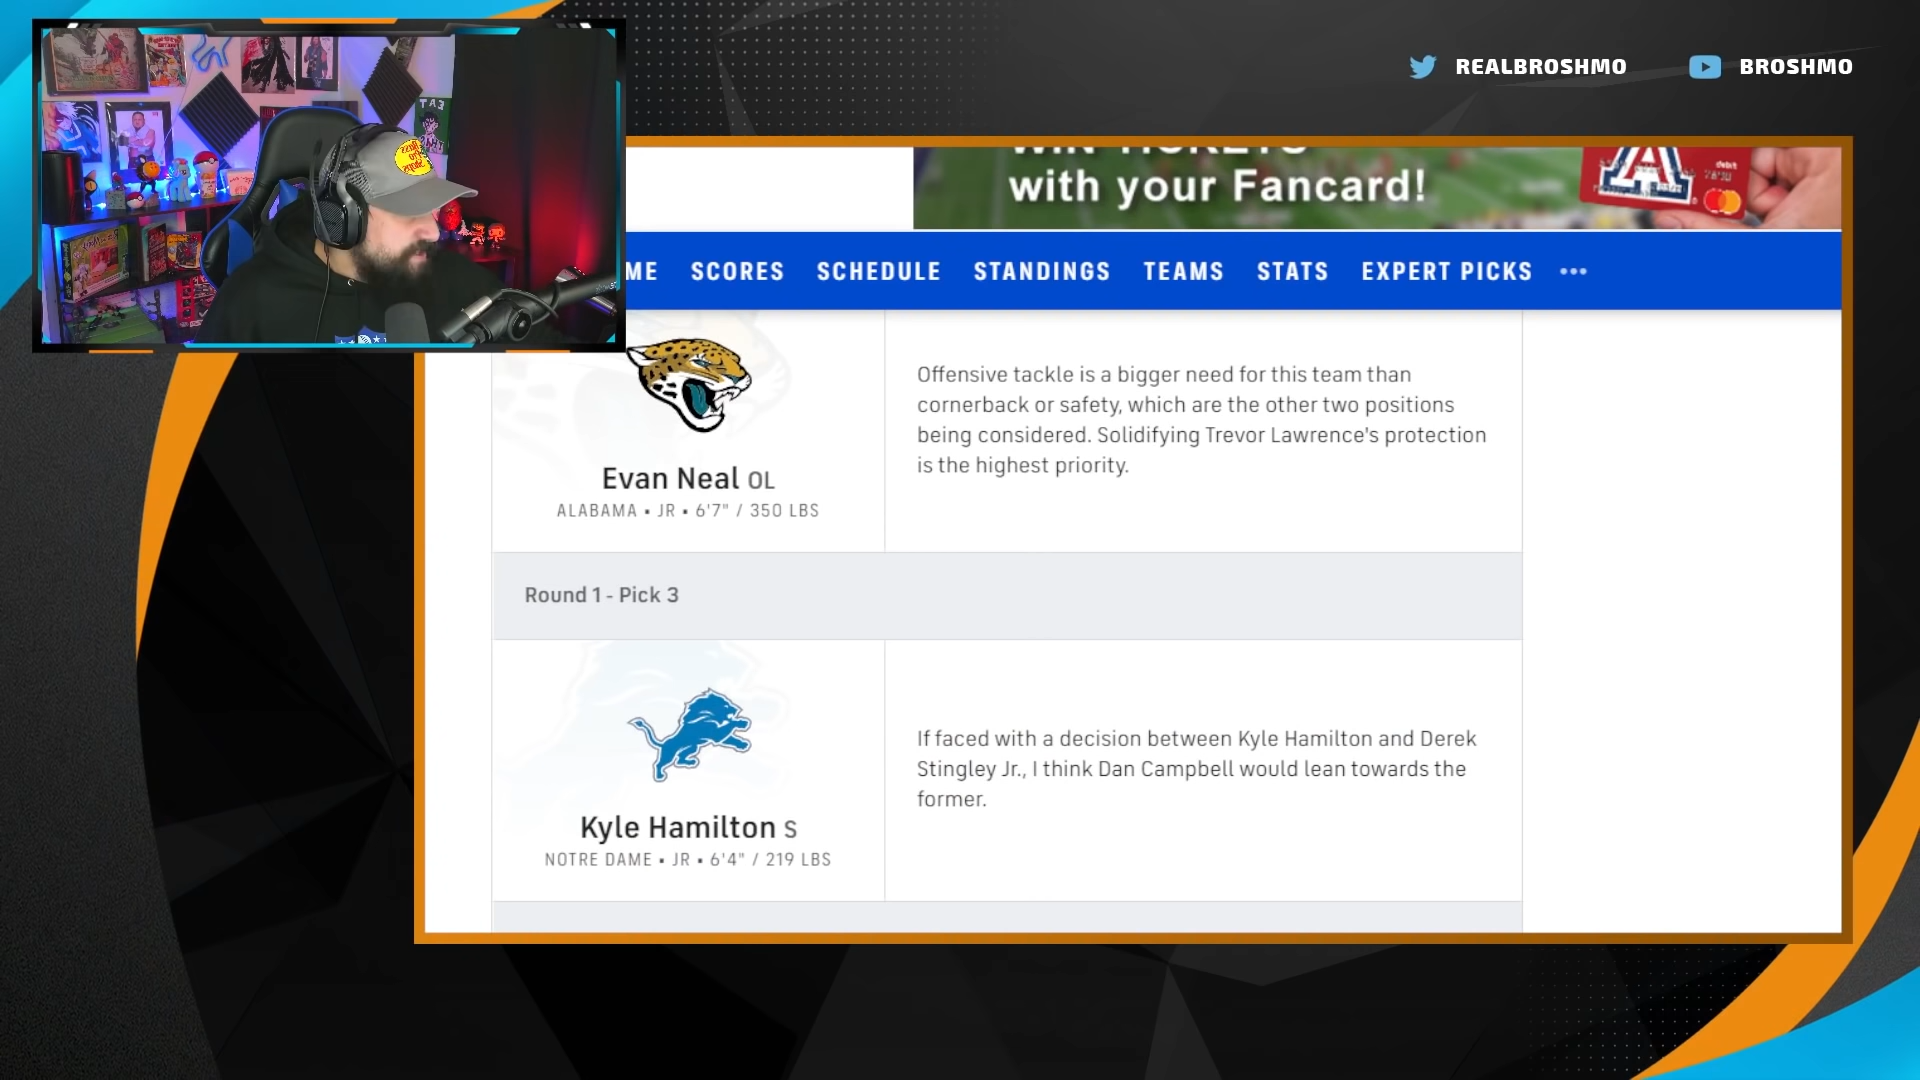 REALBROSHMO
BROSHMO
WIN TICKETS
with your Fancard!
debit
ME SCORES SCHEDULE STANDINGS TEAMS STATS EXPERT PICKS •••
Evan Neal OL
ALABAMA • JR • 6'7" / 350 LBS
Offensive tackle is a bigger need for this team than
cornerback or safety, which are the other two positions
being considered. Solidifying Trevor Lawrence's protection
is the highest priority.
Round 1 - Pick 3
Kyle Hamilton S
NOTRE DAME • JR • 6'4" / 219 LBS
If faced with a decision between Kyle Hamilton and Derek
Stingley Jr., I think Dan Campbell would lean towards the
former.